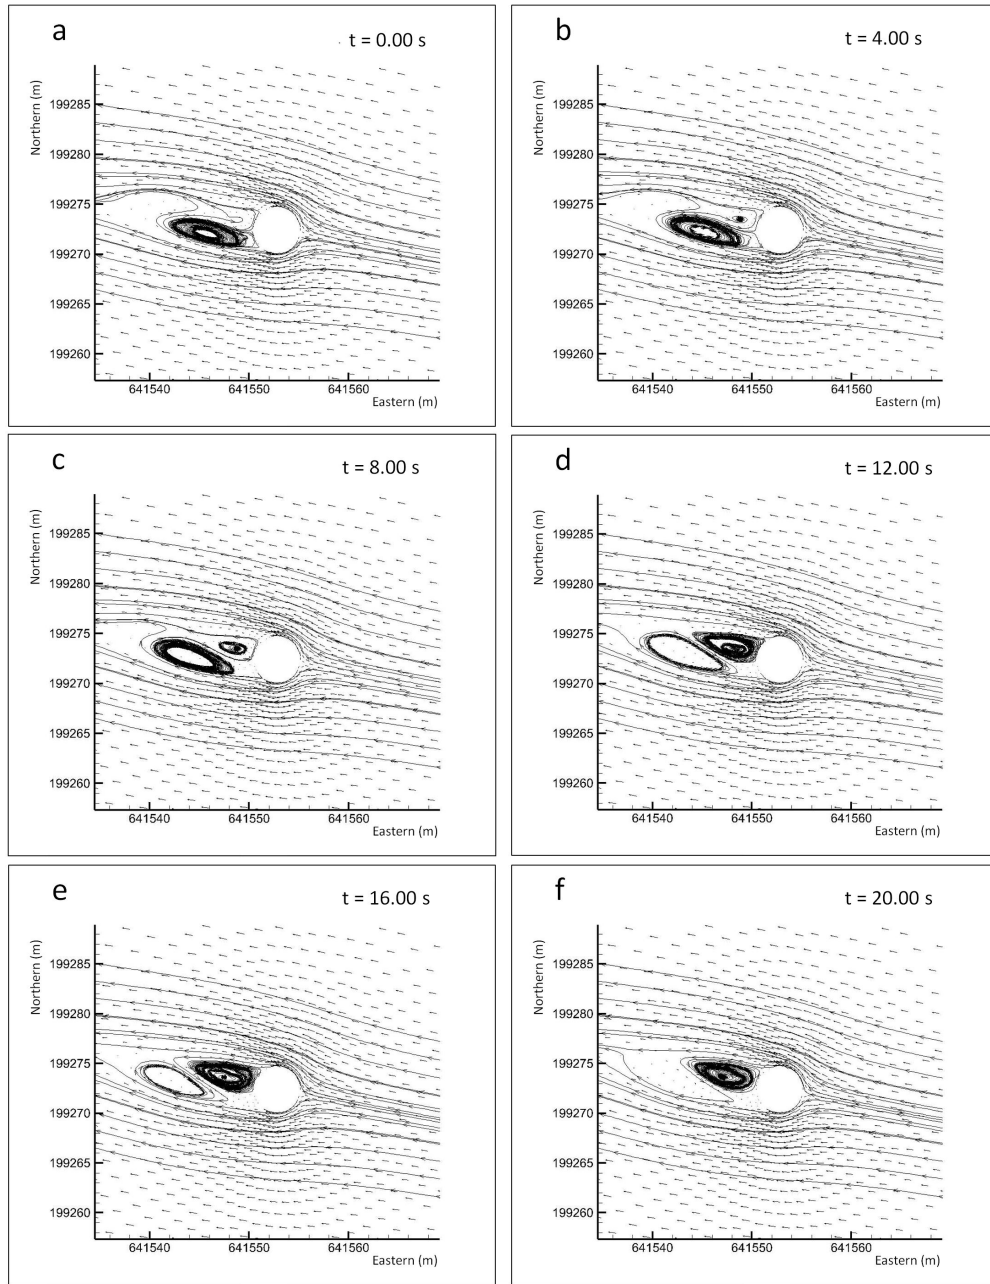 a
t = 0.00 s
Northern (m)
199285
199280
199275
199270
199265
199260
641540 641550 641560
Eastern (m)
b
t = 4.00 s
Northern (m)
199285
199280
199275
199270
199265
199260
641540 641550 641560
Eastern (m)
c
t = 8.00 s
Northern (m)
199285
199280
199275
199270
199265
199260
641540 641550 641560
Eastern (m)
d
t = 12.00 s
Northern (m)
199285
199280
199275
199270
199265
199260
641540 641550 641560
Eastern (m)
e
t = 16.00 s
Northern (m)
199285
199280
199275
199270
199265
199260
641540 641550 641560
Eastern (m)
f
t = 20.00 s
Northern (m)
199285
199280
199275
199270
199265
199260
641540 641550 641560
Eastern (m)